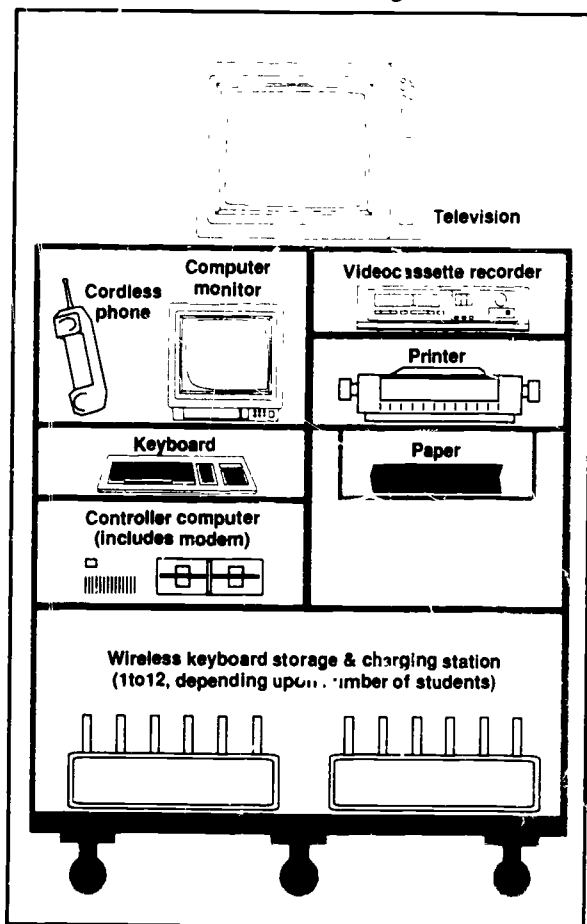 Television
Computer
monitor
Cordless
phone
Videocassette recorder
Printer
Keyboard
Paper
Controller computer
(includes modem)
Wireless keyboard storage & charging station
(1to12, depending upon number of students)